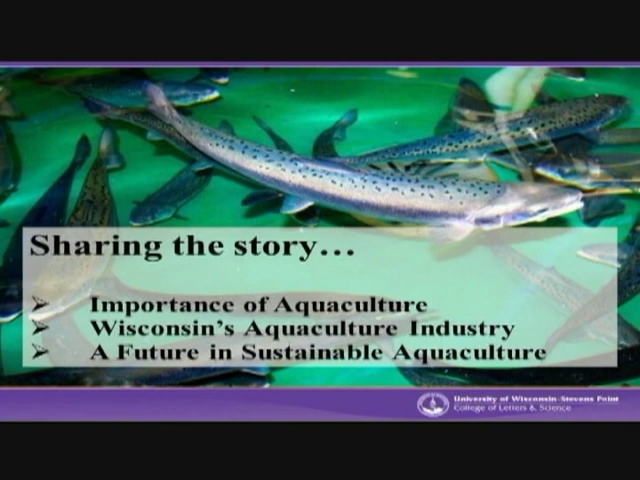 Sharing the story…
➢ Importance of Aquaculture
➢ Wisconsin's Aquaculture Industry
➢ A Future in Sustainable Aquaculture
University of Wisconsin-Stevens Point
College of Letters & Science